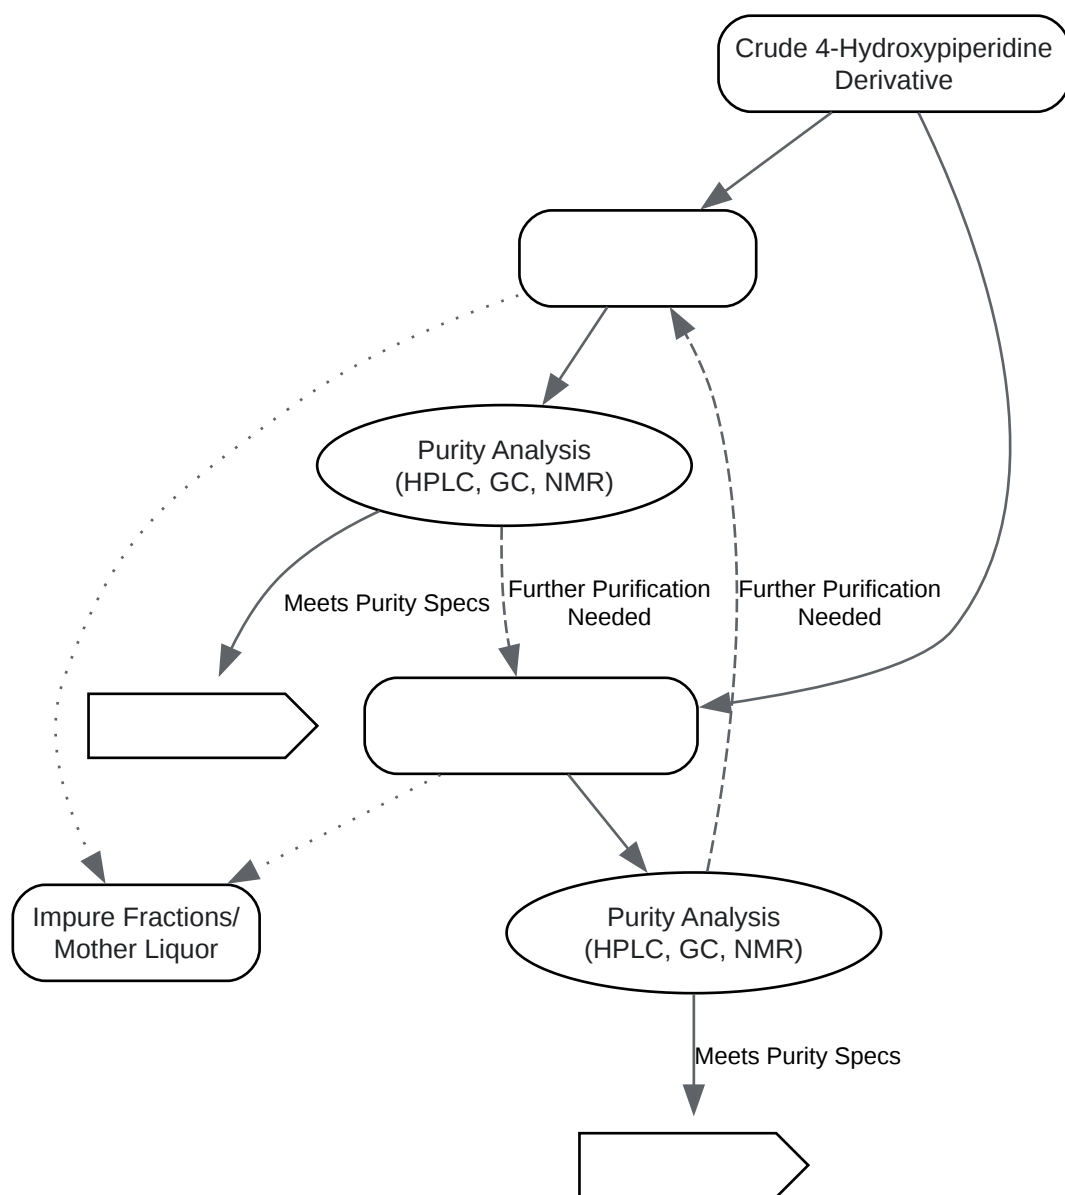 Crude 4-Hydroxypiperidine
Derivative
Purity Analysis
(HPLC, GC, NMR)
Meets Purity Specs
Further Purification
Needed
Further Purification
Needed
Impure Fractions/
Mother Liquor
Purity Analysis
(HPLC, GC, NMR)
Meets Purity Specs